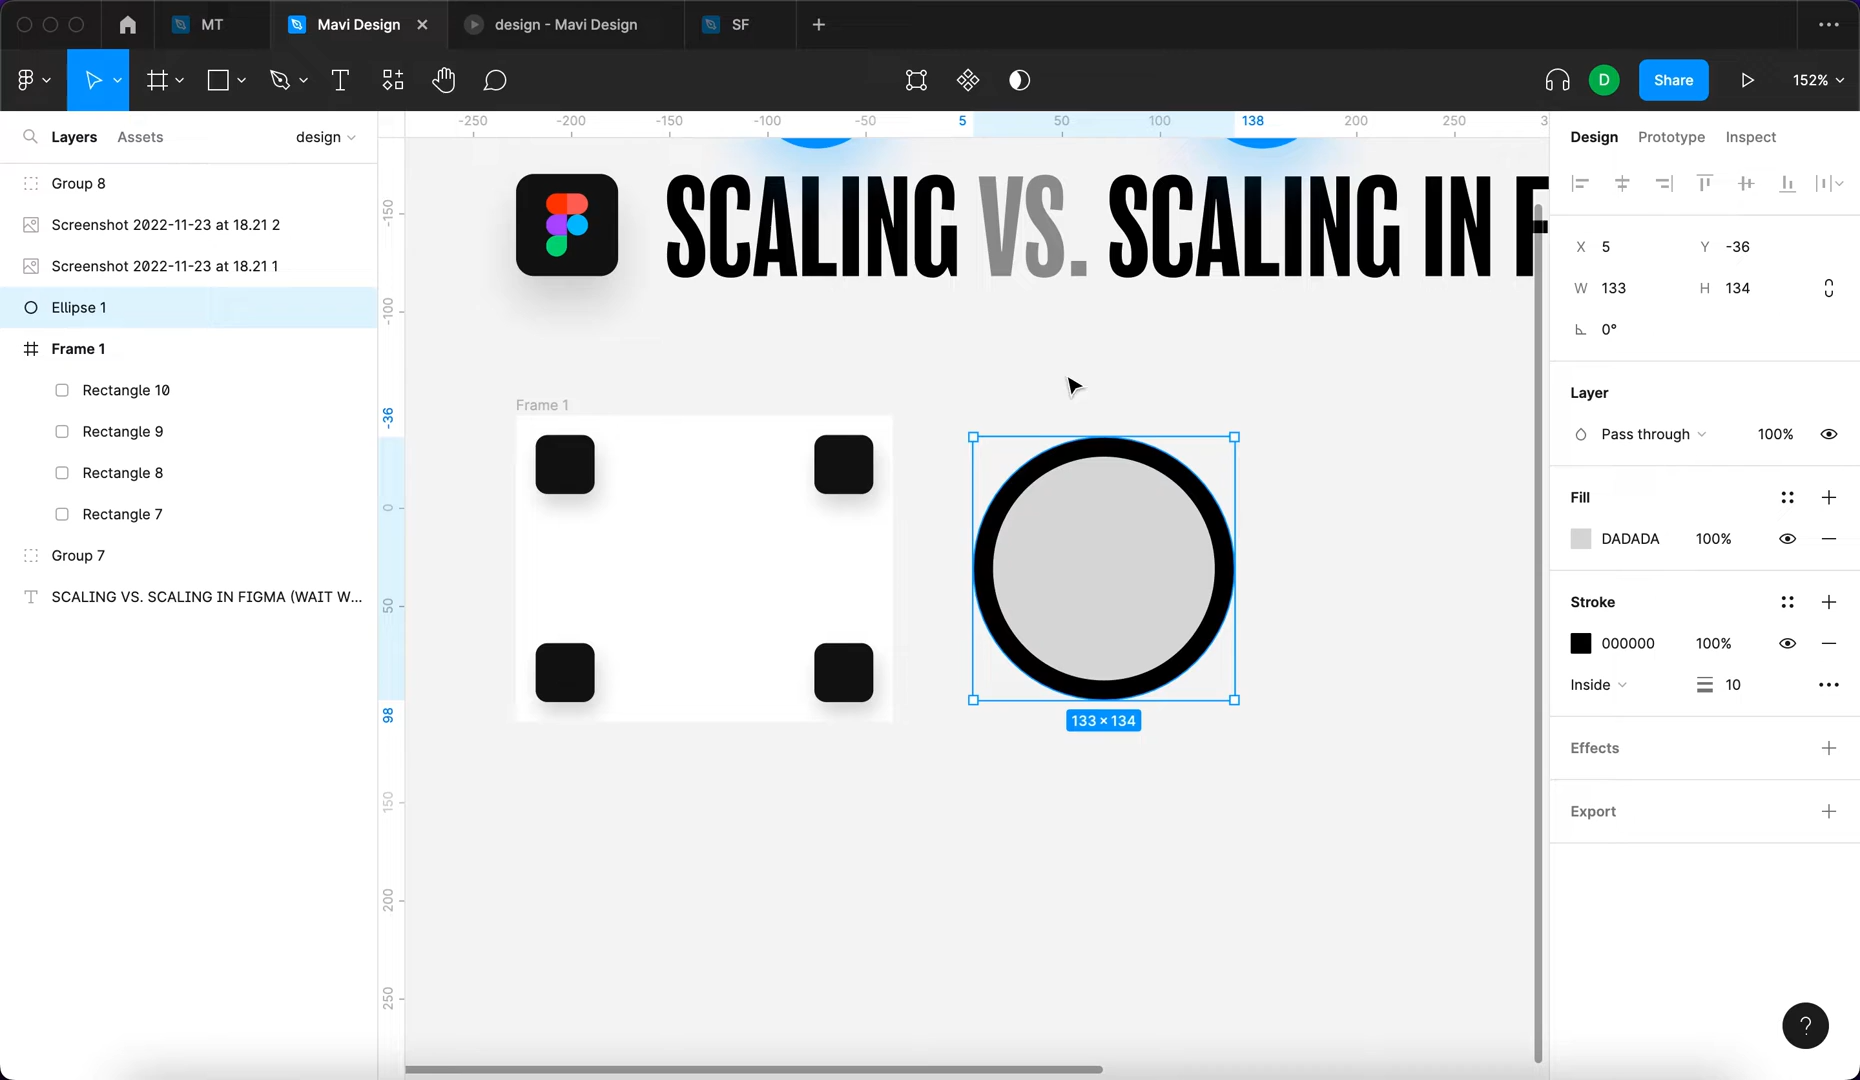 MT
Mavi Design
design - Mavi Design
SF
D
Share
152%
Layers
Assets
design
-250
-200
-150
-100
-50
5
50
100
138
200
250
3
Design
Prototype
Inspect
Group 8
Screenshot 2022-11-23 at 18.21 2
Screenshot 2022-11-23 at 18.21 1
Ellipse 1
Frame 1
Rectangle 10
Rectangle 9
Rectangle 8
Rectangle 7
Group 7
SCALING VS. SCALING IN FIGMA (WAIT W...
-150
-100
-36
0
50
98
150
200
250
SCALING VS. SCALING IN F
Frame 1
133 × 134
X 5
Y -36
W 133
H 134
0°
Layer
Pass through
100%
Fill
DADADA
100%
Stroke
000000
100%
Inside
10
Effects
Export
?